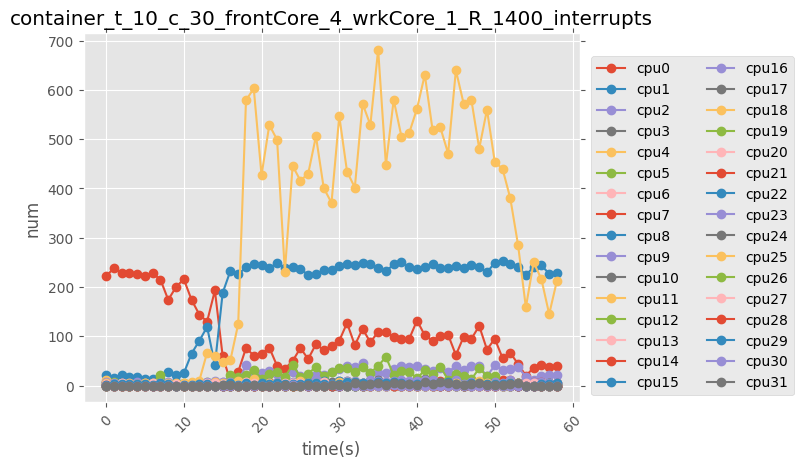 container_t_10_c_30_frontCore_4_wrkCore_1_R_1400_interrupts
700
600
500
400
300
200
100
0
num
0
10
20
30
40
50
60
time(s)
cpu0
cpu1
cpu2
cpu3
cpu4
cpu5
cpu6
cpu7
cpu8
cpu9
cpu10
cpu11
cpu12
cpu13
cpu14
cpu15
cpu16
cpu17
cpu18
cpu19
cpu20
cpu21
cpu22
cpu23
cpu24
cpu25
cpu26
cpu27
cpu28
cpu29
cpu30
cpu31